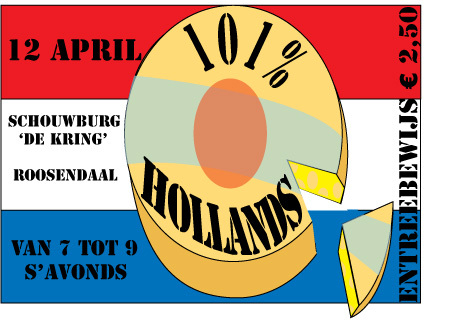 12 APRIL
SCHOUWBURG
'DE KRING'
ROOSENDAAL
VAN 7 TOT 9
S'AVONDS
101%
HOLLANDS
ENTREEBEWIJS € 2,50